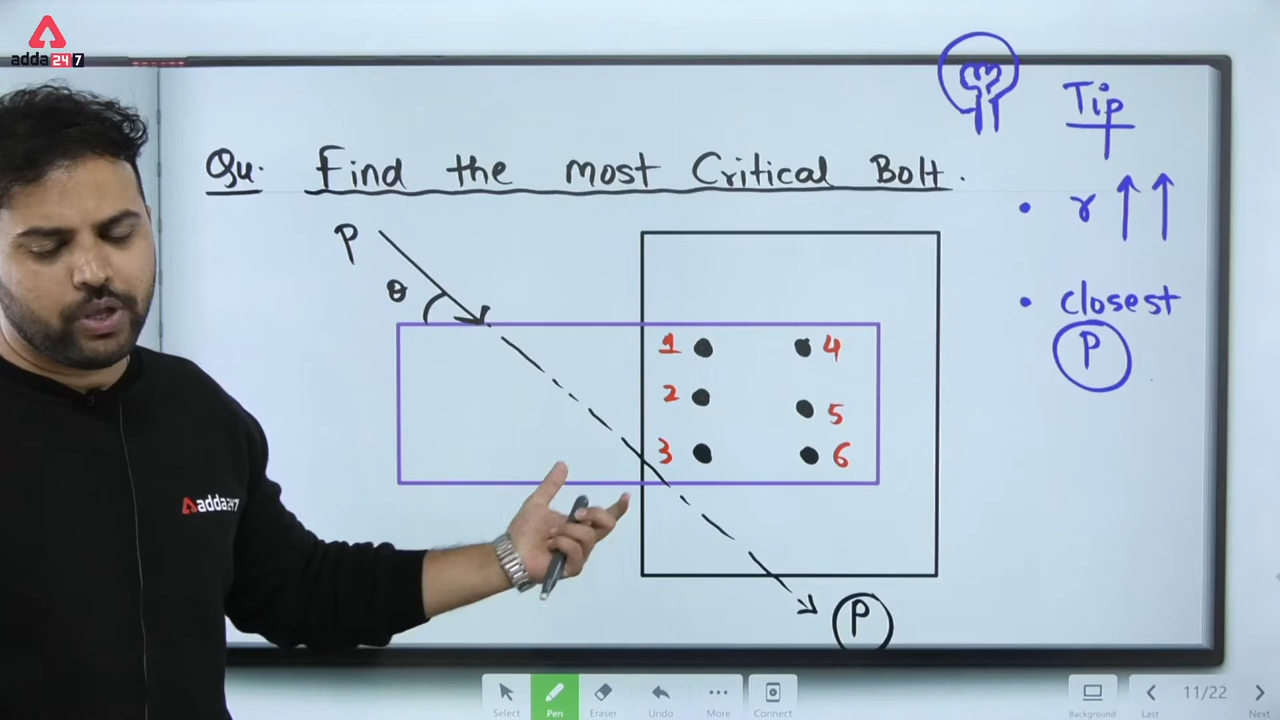 adda247
Qu. Find the most Critical Bolt.
Tip
• r ↑ ↑
• closest
P
P
θ
1
4
2
5
3
6
P
adda247
Select
Pen
Eraser
Undo
More
Connect
Background
Last
11/22
Next